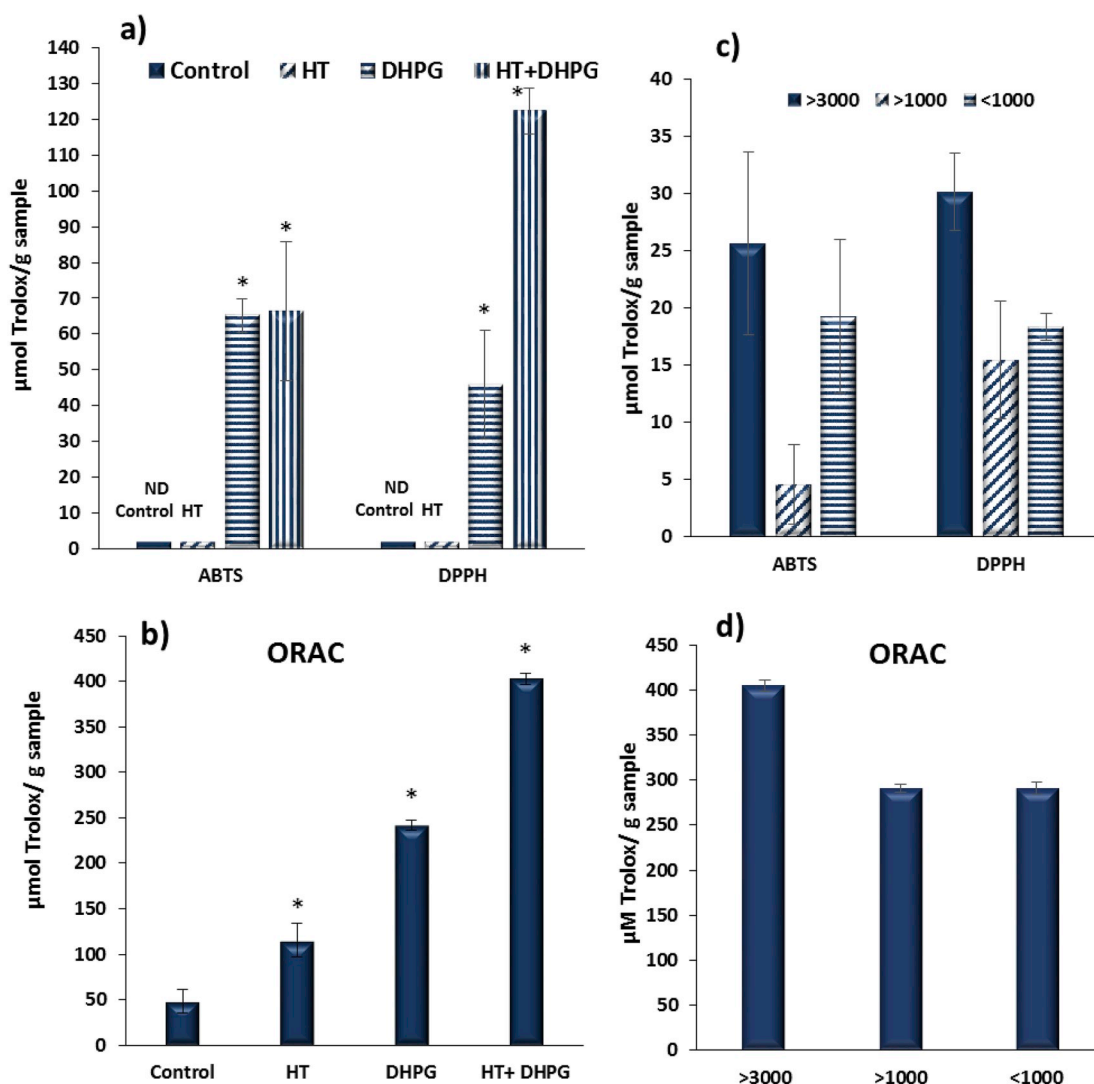 a)
Control HT DHPG HT+DHPG
µmol Trolox/g sample
140
130
120
110
100
90
80
70
60
50
40
30
20
10
0
* * * *
ND
Control HT
ND
Control HT
ABTS DPPH
c)
>3000 >1000 <1000
µmol Trolox/g sample
40
35
30
25
20
15
10
5
0
ABTS DPPH
b)
ORAC
µmol Trolox/ g sample
450
400
350
300
250
200
150
100
50
0
* * *
Control HT DHPG HT+ DHPG
d)
ORAC
µM Trolox/ g sample
450
400
350
300
250
200
150
100
50
0
>3000 >1000 <1000